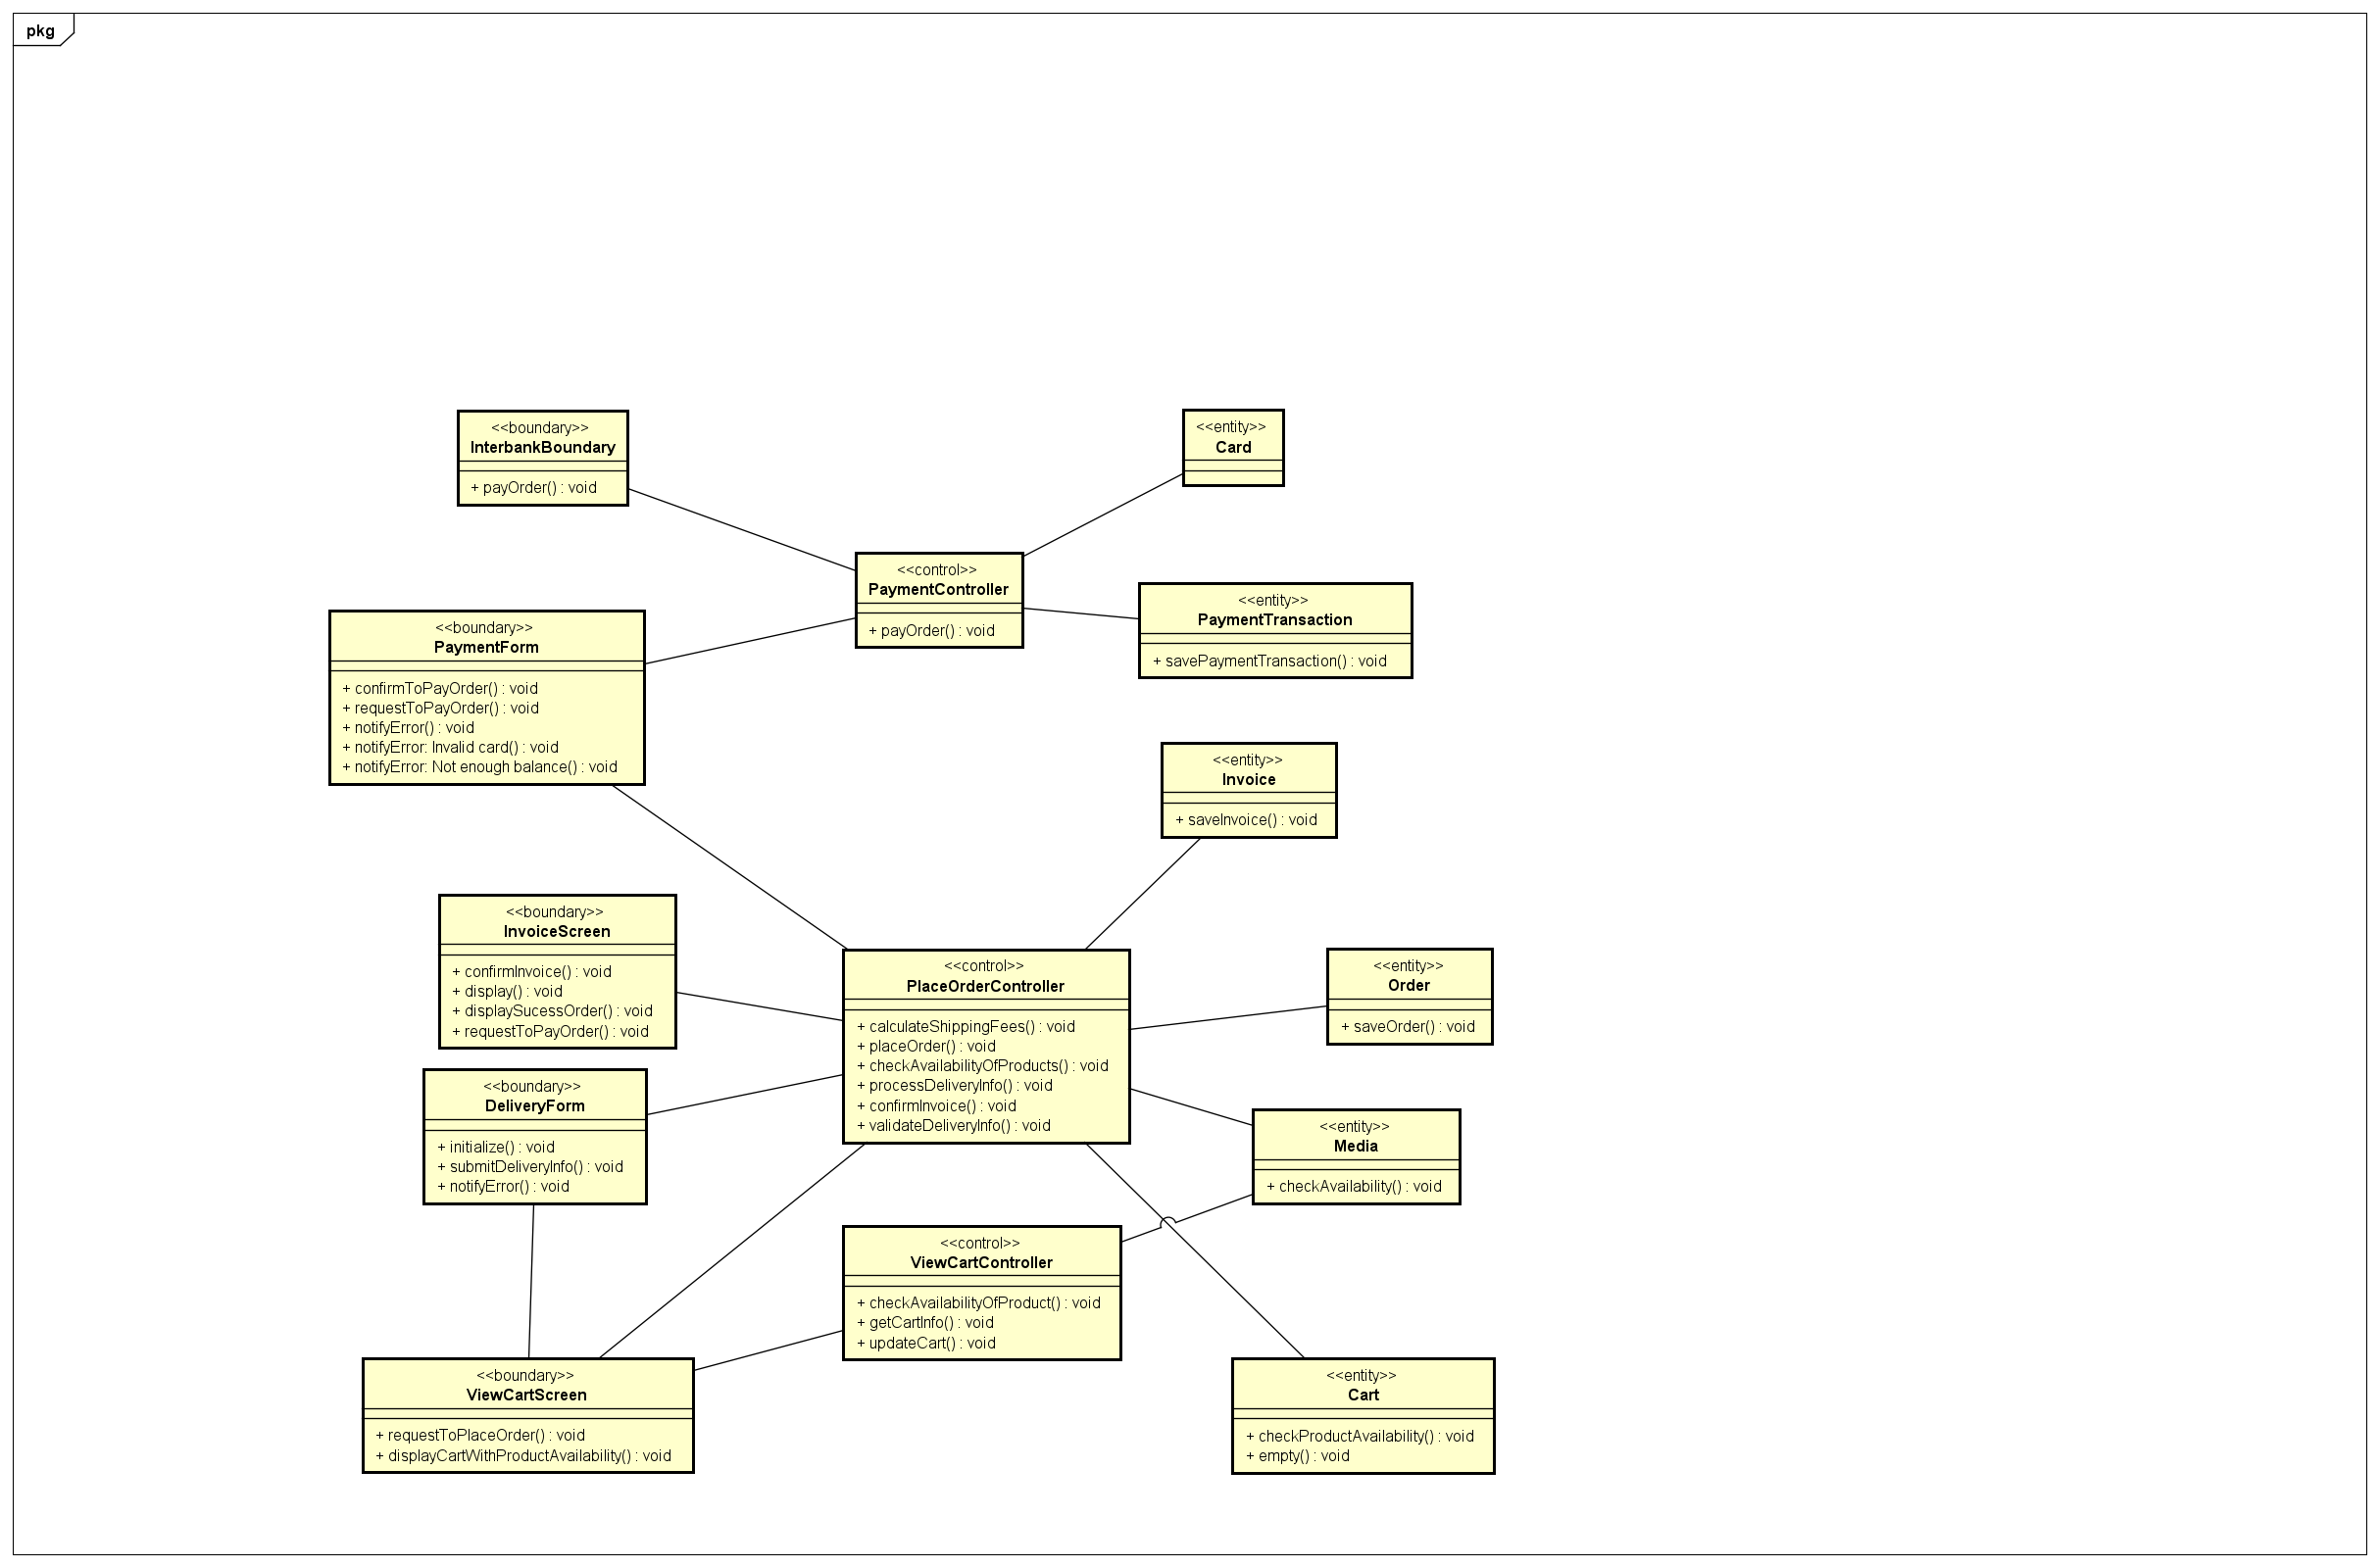 pkg
<<boundary>>
InterbankBoundary
+ payOrder() : void
<<entity>>
Card
<<control>>
PaymentController
+ payOrder() : void
<<entity>>
PaymentTransaction
+ savePaymentTransaction() : void
<<boundary>>
PaymentForm
+ confirmToPayOrder() : void
+ requestToPayOrder() : void
+ notifyError() : void
+ notifyError: Invalid card() : void
+ notifyError: Not enough balance() : void
<<entity>>
Invoice
+ saveInvoice() : void
<<boundary>>
InvoiceScreen
+ confirmInvoice() : void
+ display() : void
+ displaySucessOrder() : void
+ requestToPayOrder() : void
<<control>>
PlaceOrderController
+ calculateShippingFees() : void
+ placeOrder() : void
+ checkAvailabilityOfProducts() : void
+ processDeliveryInfo() : void
+ confirmInvoice() : void
+ validateDeliveryInfo() : void
<<entity>>
Order
+ saveOrder() : void
<<boundary>>
DeliveryForm
+ initialize() : void
+ submitDeliveryInfo() : void
+ notifyError() : void
<<entity>>
Media
+ checkAvailability() : void
<<control>>
ViewCartController
+ checkAvailabilityOfProduct() : void
+ getCartInfo() : void
+ updateCart() : void
<<boundary>>
ViewCartScreen
+ requestToPlaceOrder() : void
+ displayCartWithProductAvailability() : void
<<entity>>
Cart
+ checkProductAvailability() : void
+ empty() : void